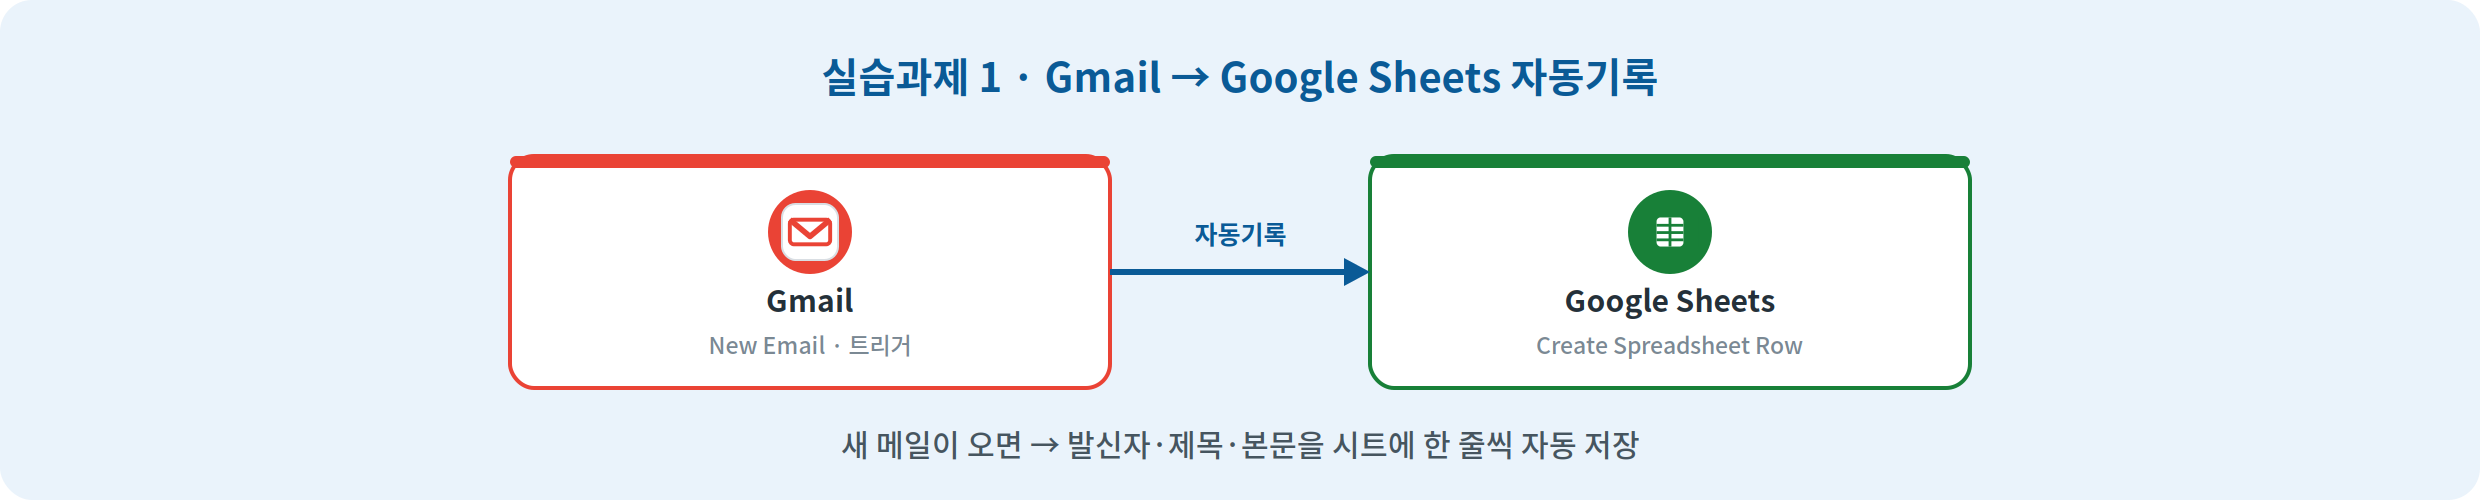 실습과제 1 · Gmail → Google Sheets 자동기록
자동기록
Gmail
New Email · 트리거
Google Sheets
Create Spreadsheet Row
새 메일이 오면 → 발신자·제목·본문을 시트에 한 줄씩 자동 저장